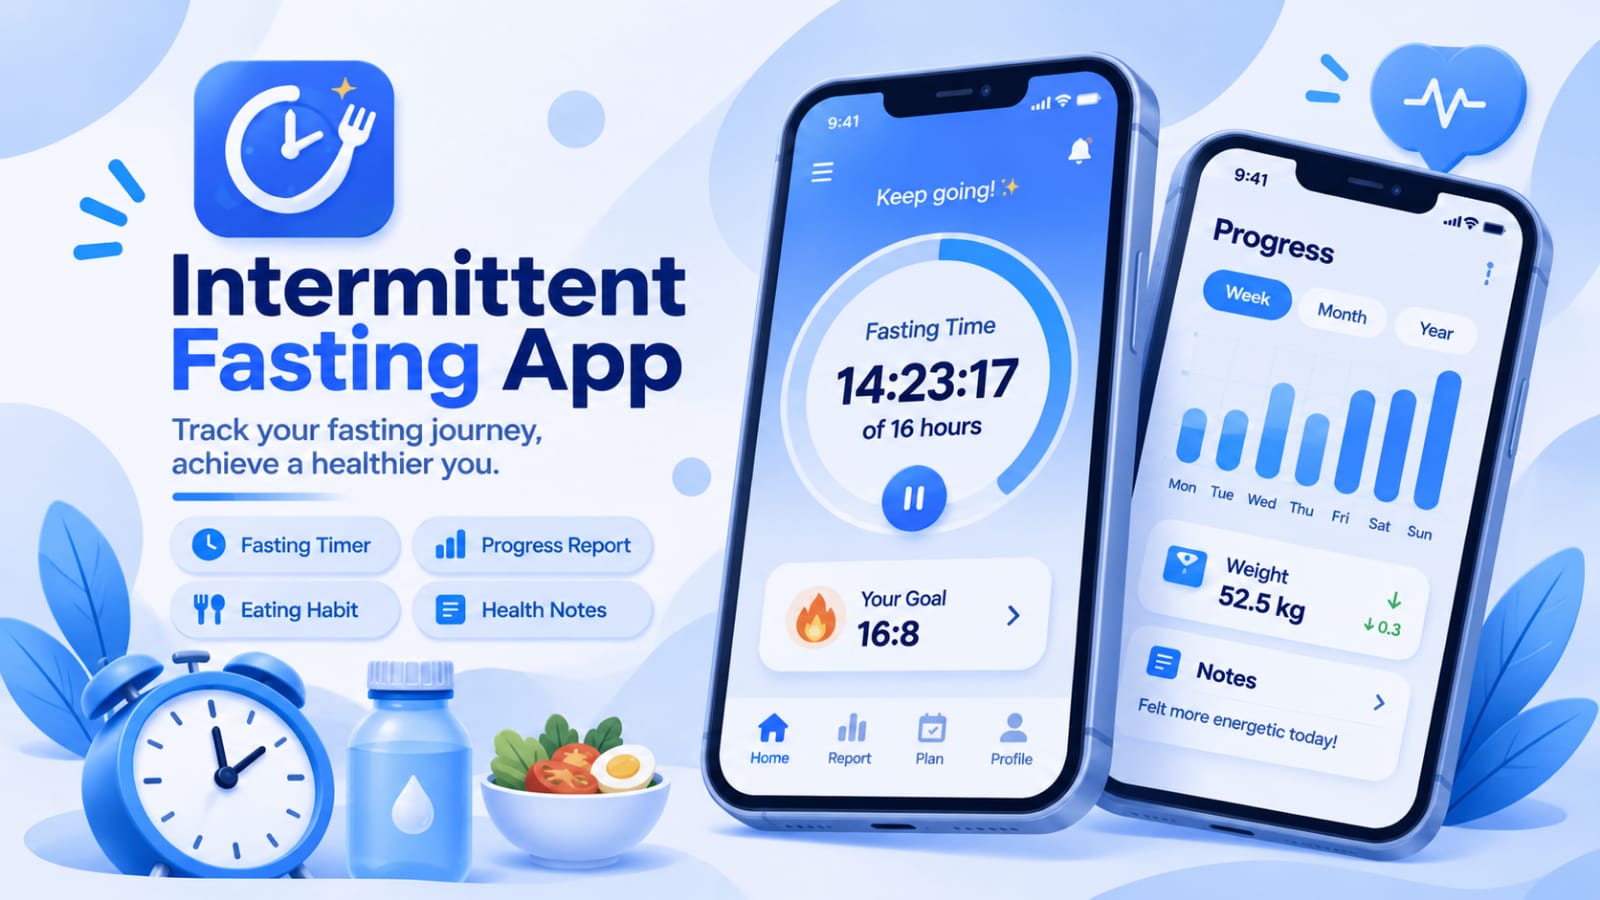 Intermittent
Fasting App
Track your fasting journey,
achieve a healthier you.
Fasting Timer
Progress Report
Eating Habit
Health Notes
9:41
Keep going!
Fasting Time
14:23:17
of 16 hours
Your Goal
16:8
Home
Report
Plan
Profile
9:41
Progress
Week
Month
Year
Mon
Tue
Wed
Thu
Fri
Sat
Sun
Weight
52.5 kg
0.3
Notes
Felt more energetic today!